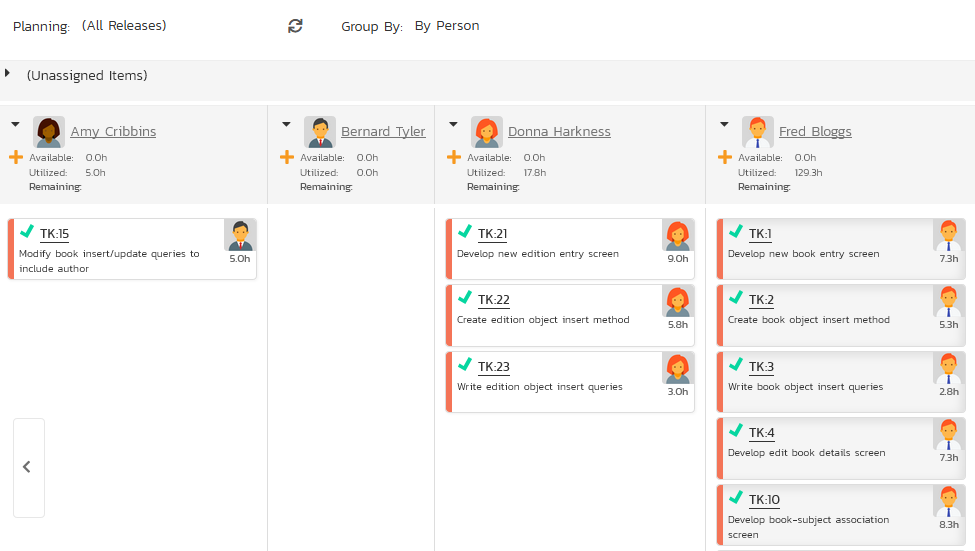 Planning: (All Releases) Group By: By Person
(Unassigned Items)
Amy Cribbins
Available: 0.0h
Utilized: 5.0h
Remaining:
Bernard Tyler
Available: 0.0h
Utilized: 0.0h
Remaining:
Donna Harkness
Available: 0.0h
Utilized: 17.8h
Remaining:
Fred Bloggs
Available: 0.0h
Utilized: 129.3h
Remaining:
TK:15
Modify book insert/update queries to
include author
5.0h
TK:21
Develop new edition entry screen
9.0h
TK:22
Create edition object insert method
5.8h
TK:23
Write edition object insert queries
3.0h
TK:1
Develop new book entry screen
7.3h
TK:2
Create book object insert method
5.3h
TK:3
Write book object insert queries
2.8h
TK:4
Develop edit book details screen
7.3h
TK:10
Develop book-subject association
screen
8.3h